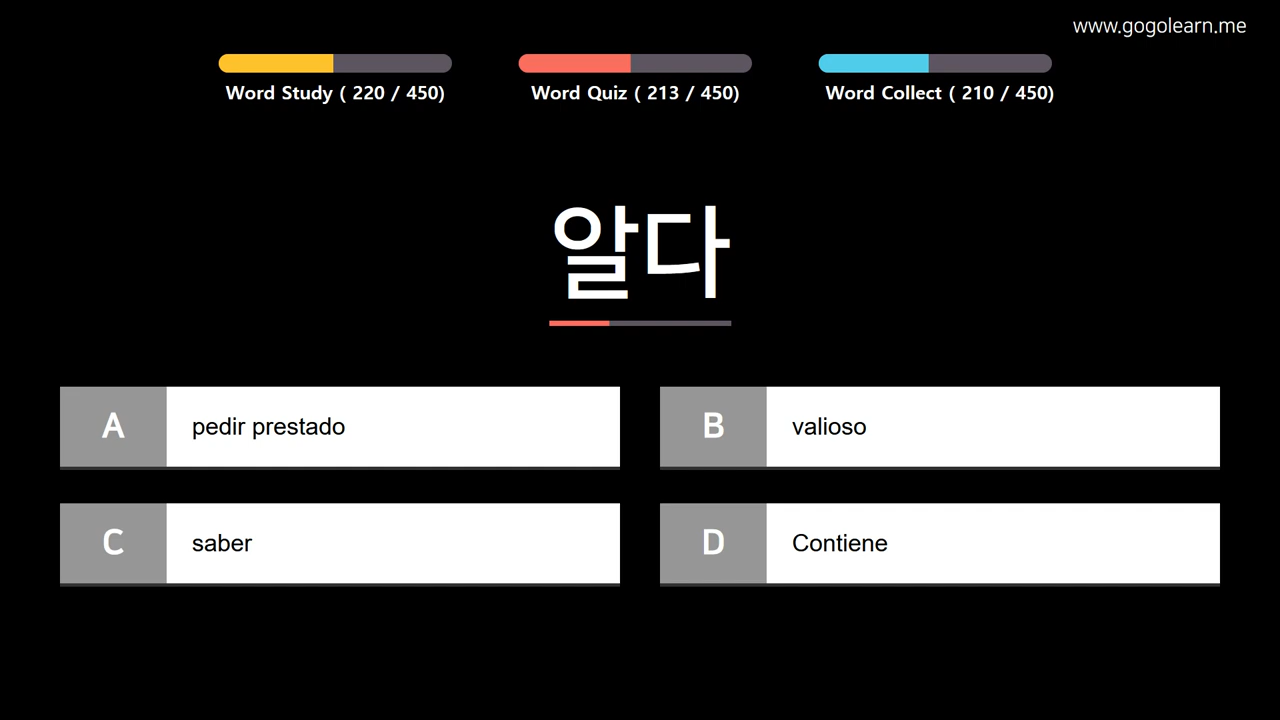 www.gogolearn.me
Word Study ( 220 / 450)
Word Quiz ( 213 / 450)
Word Collect ( 210 / 450)
알다
A pedir prestado
B valioso
C saber
D Contiene